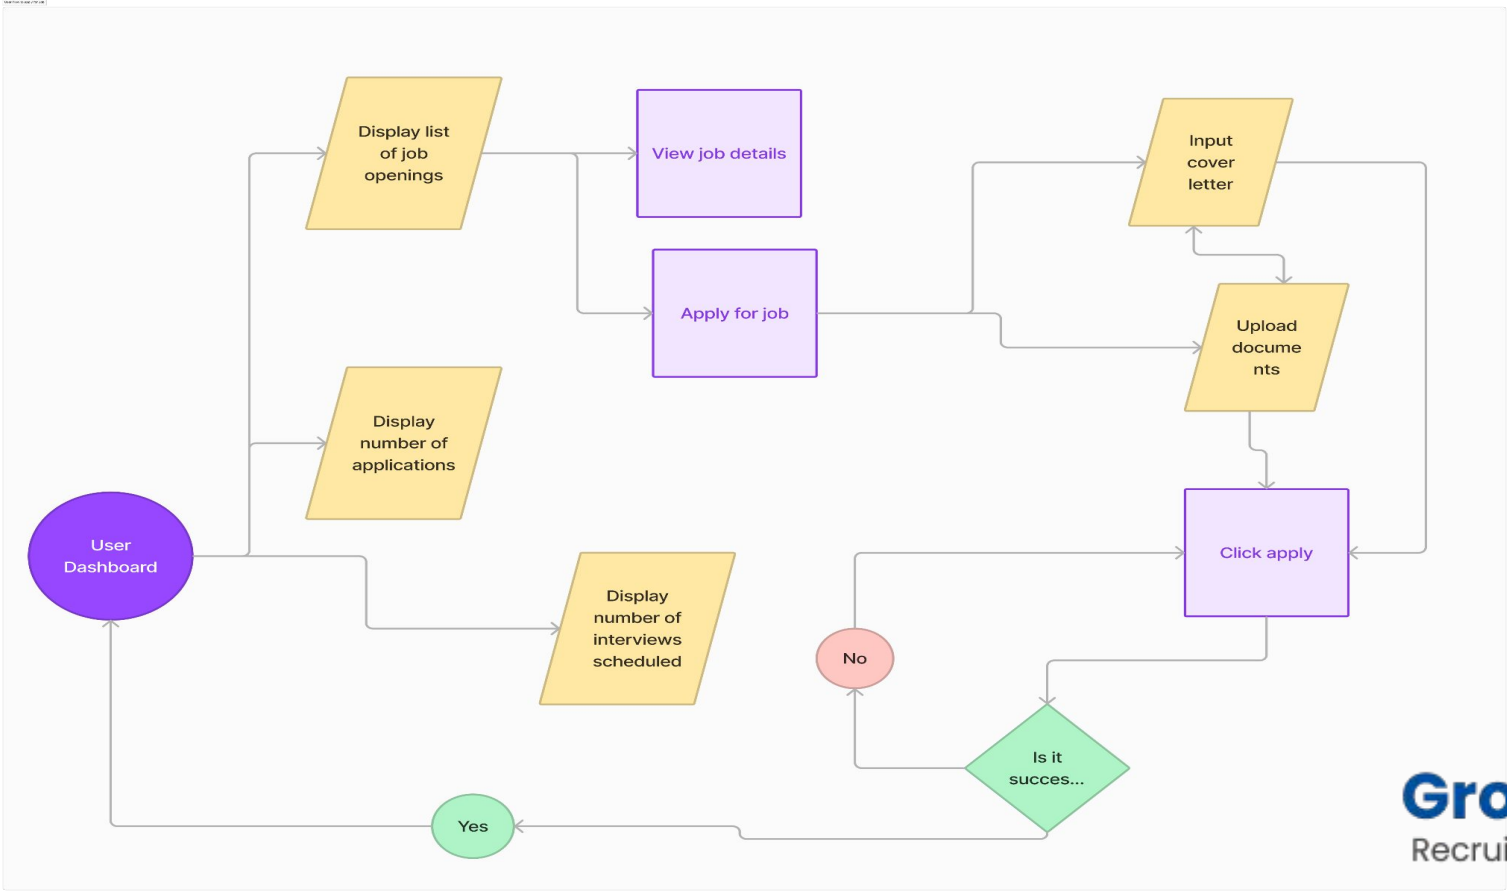 Display list
of job
openings
View job details
Input
cover
letter
Apply for job
Upload
docume
nts
Display
number of
applications
User
Dashboard
Click apply
Display
number of
interviews
scheduled
No
Is it
succes...
Yes
Gro
Recrui